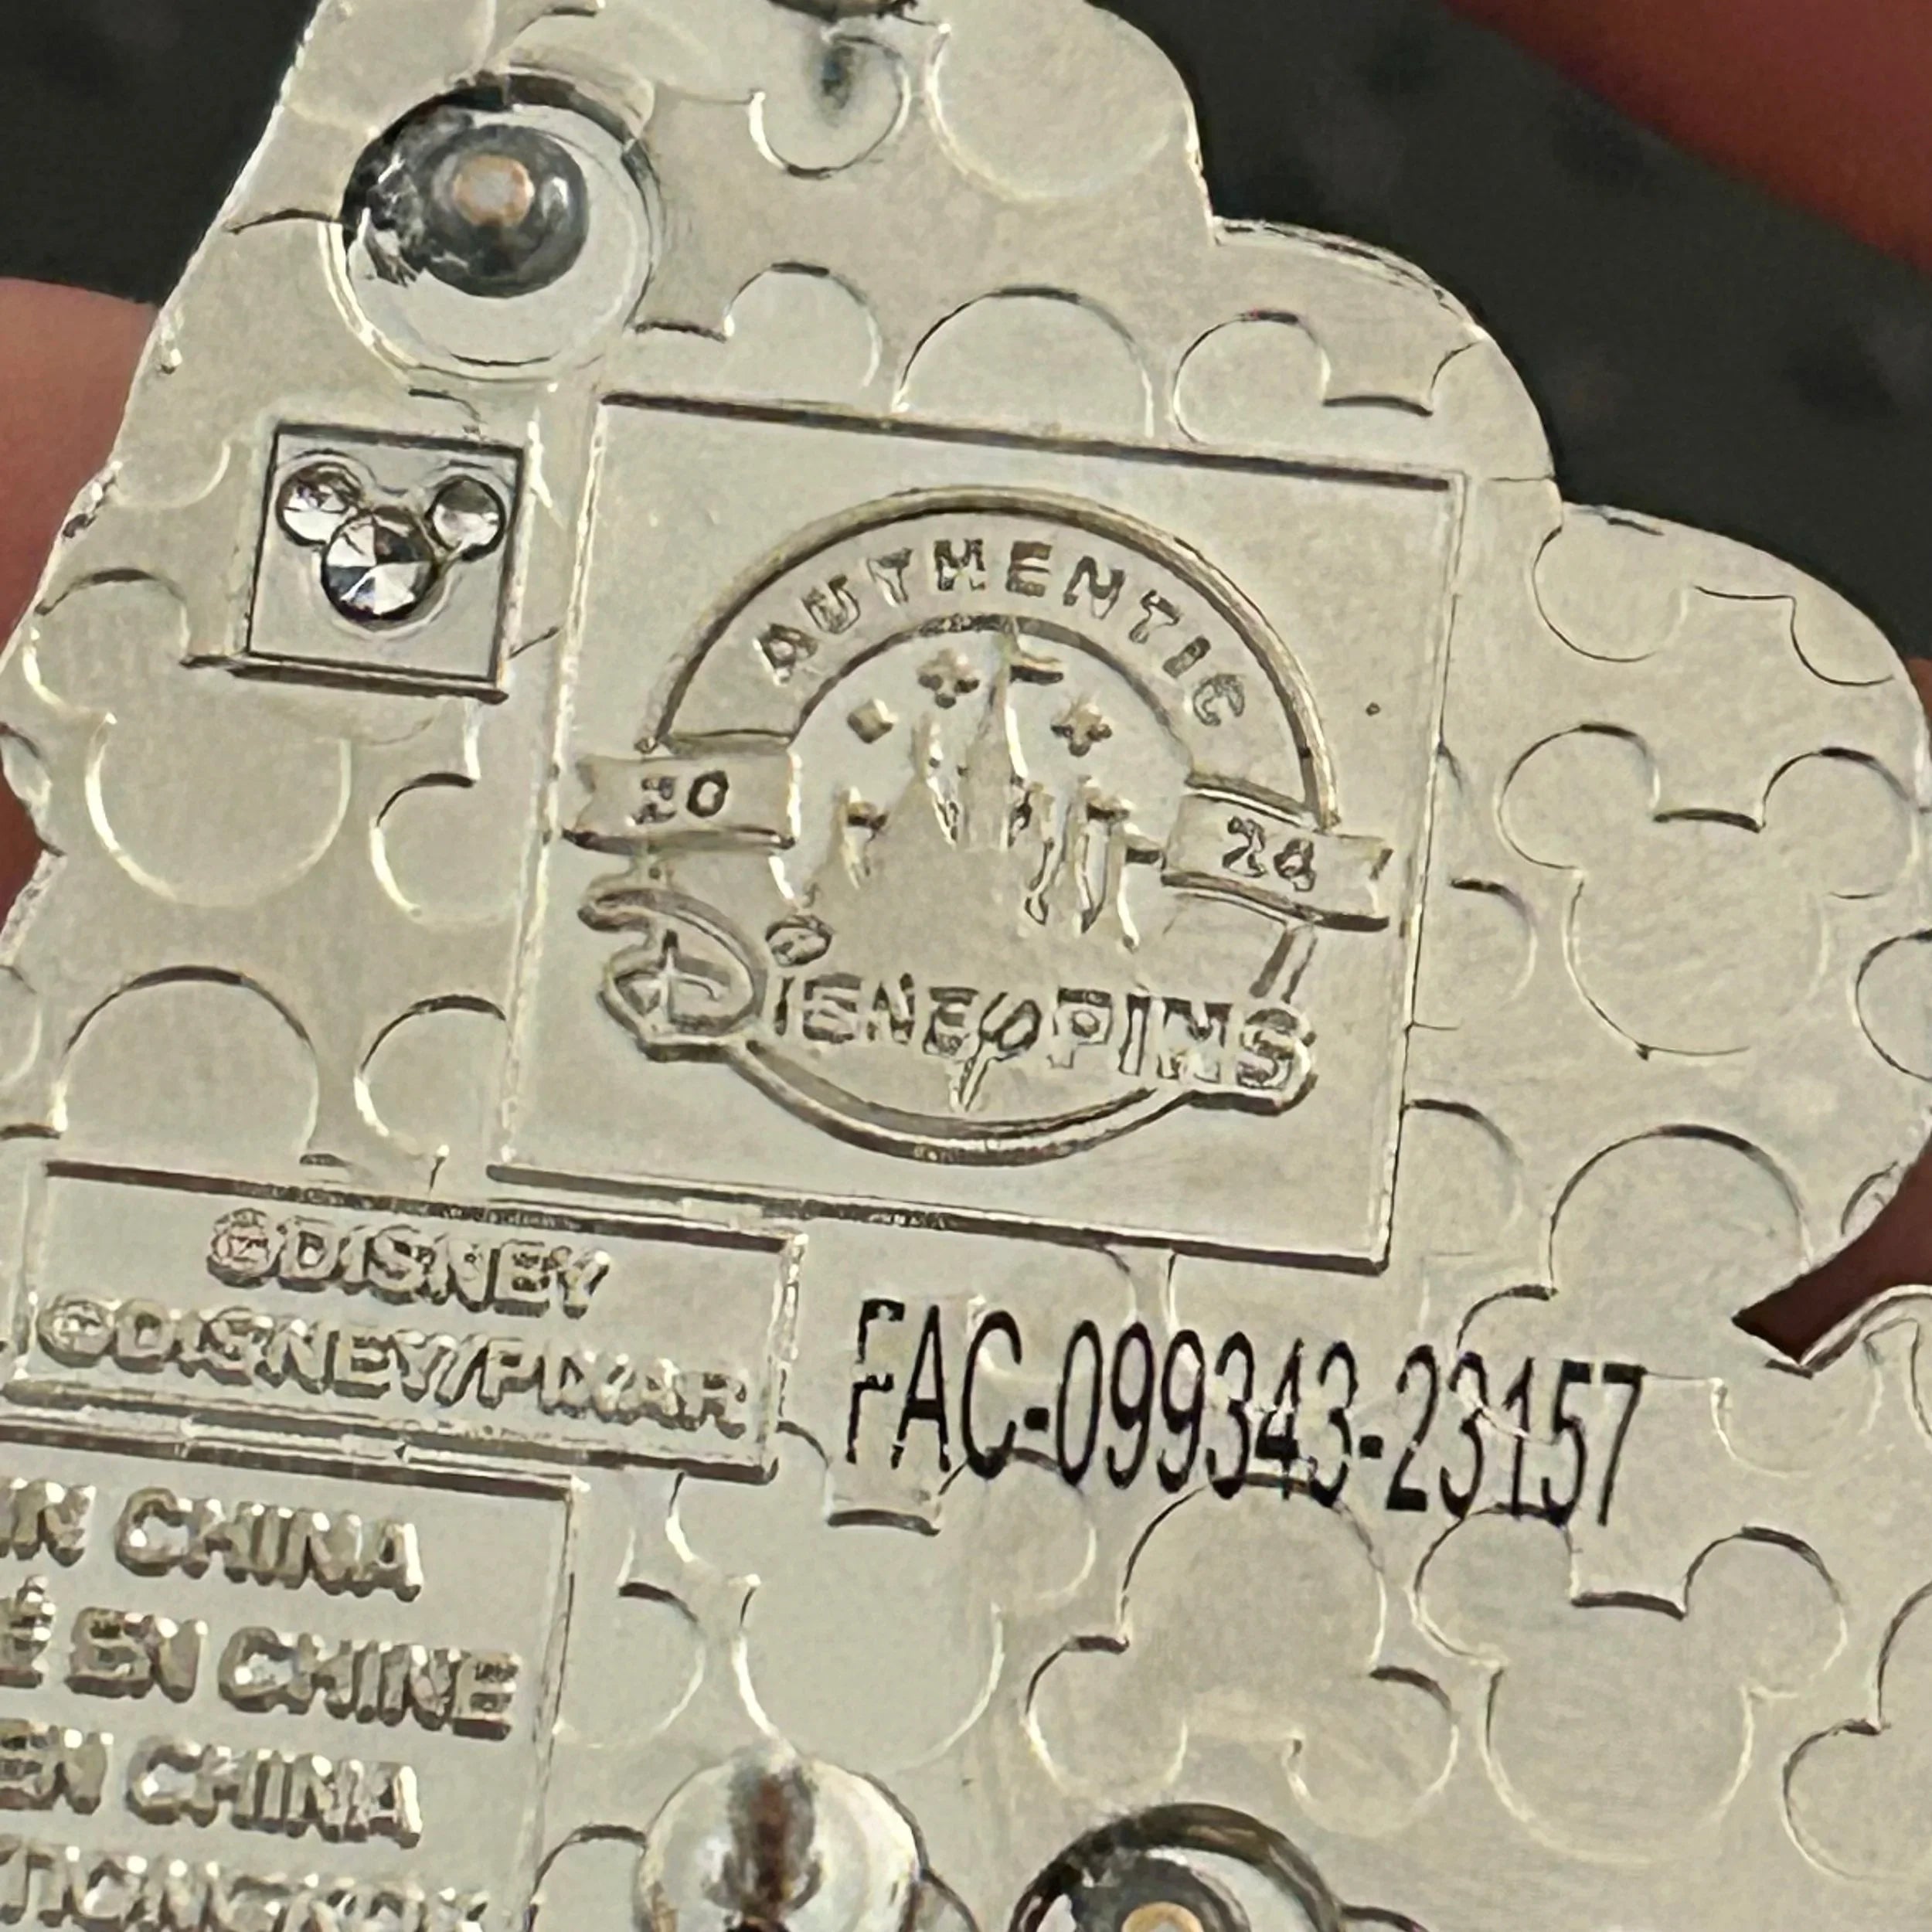 AUTHENTIC
20 24
Disney PINS
©DISNEY
©DISNEY/PIXAR
FAC-099343-23157
IN CHINA
É EN CHINE
EN CHINA